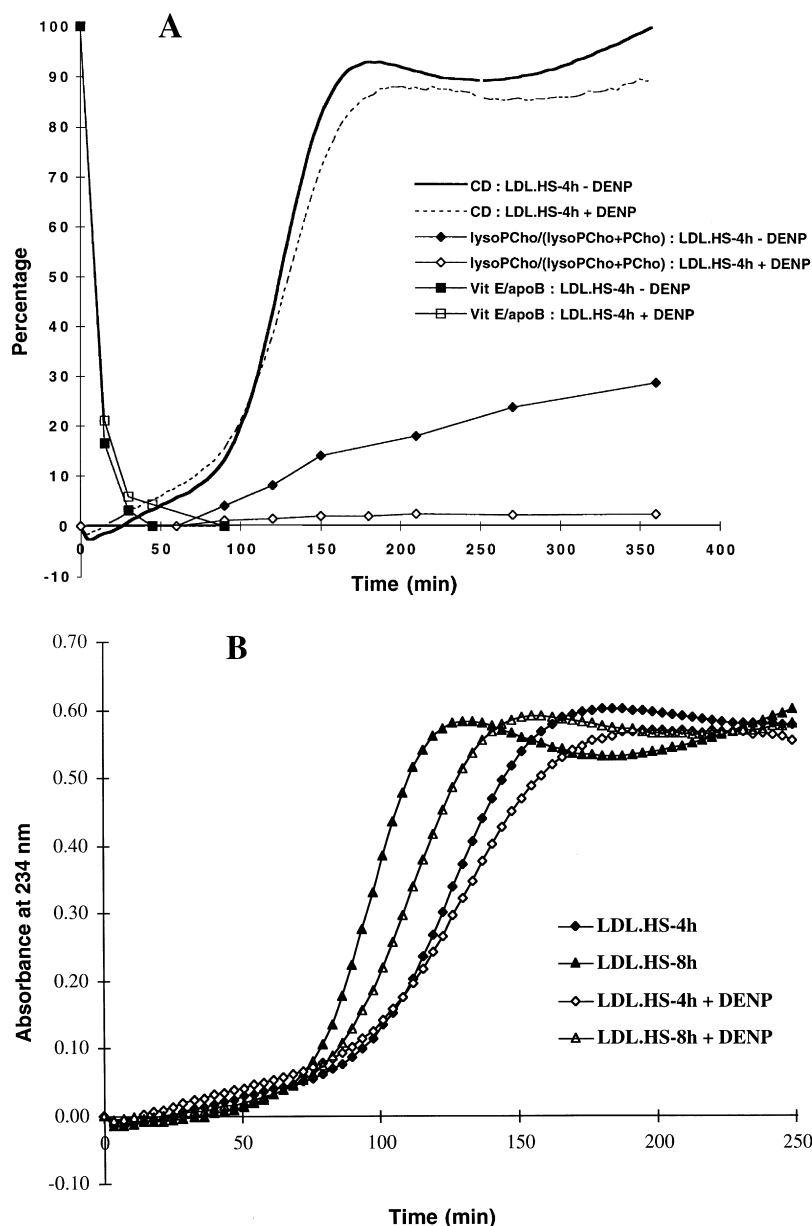 A
100
90
80
70
60
50
40
30
20
10
0
-10
Percentage
CD : LDL.HS-4h - DENP
CD : LDL.HS-4h + DENP
lysoPCho/(lysoPCho+PCho) : LDL.HS-4h - DENP
lysoPCho/(lysoPCho+PCho) : LDL.HS-4h + DENP
Vit E/apoB : LDL.HS-4h - DENP
Vit E/apoB : LDL.HS-4h + DENP
0 50 100 150 200 250 300 350 400
Time (min)
B
0.70
0.60
0.50
0.40
0.30
0.20
0.10
0.00
-0.10
Absorbance at 234 nm
LDL.HS-4h
LDL.HS-8h
LDL.HS-4h + DENP
LDL.HS-8h + DENP
0 50 100 150 200 250
Time (min)